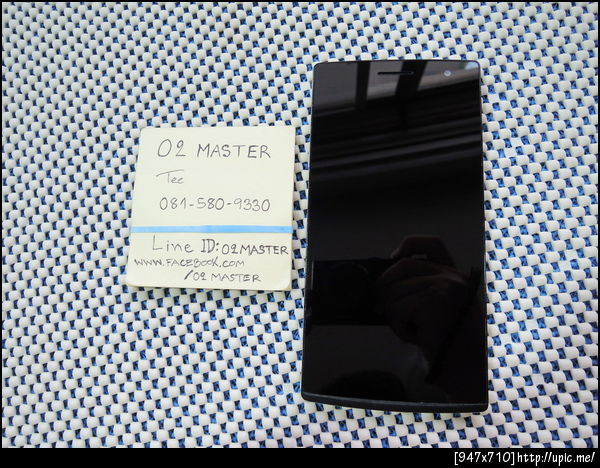 O2 MASTER
Tee
081-580-9330
Line ID: O2MASTER
WWW.FACEBOOK.COM
/O2 MASTER
[947x710]http://upic.me/